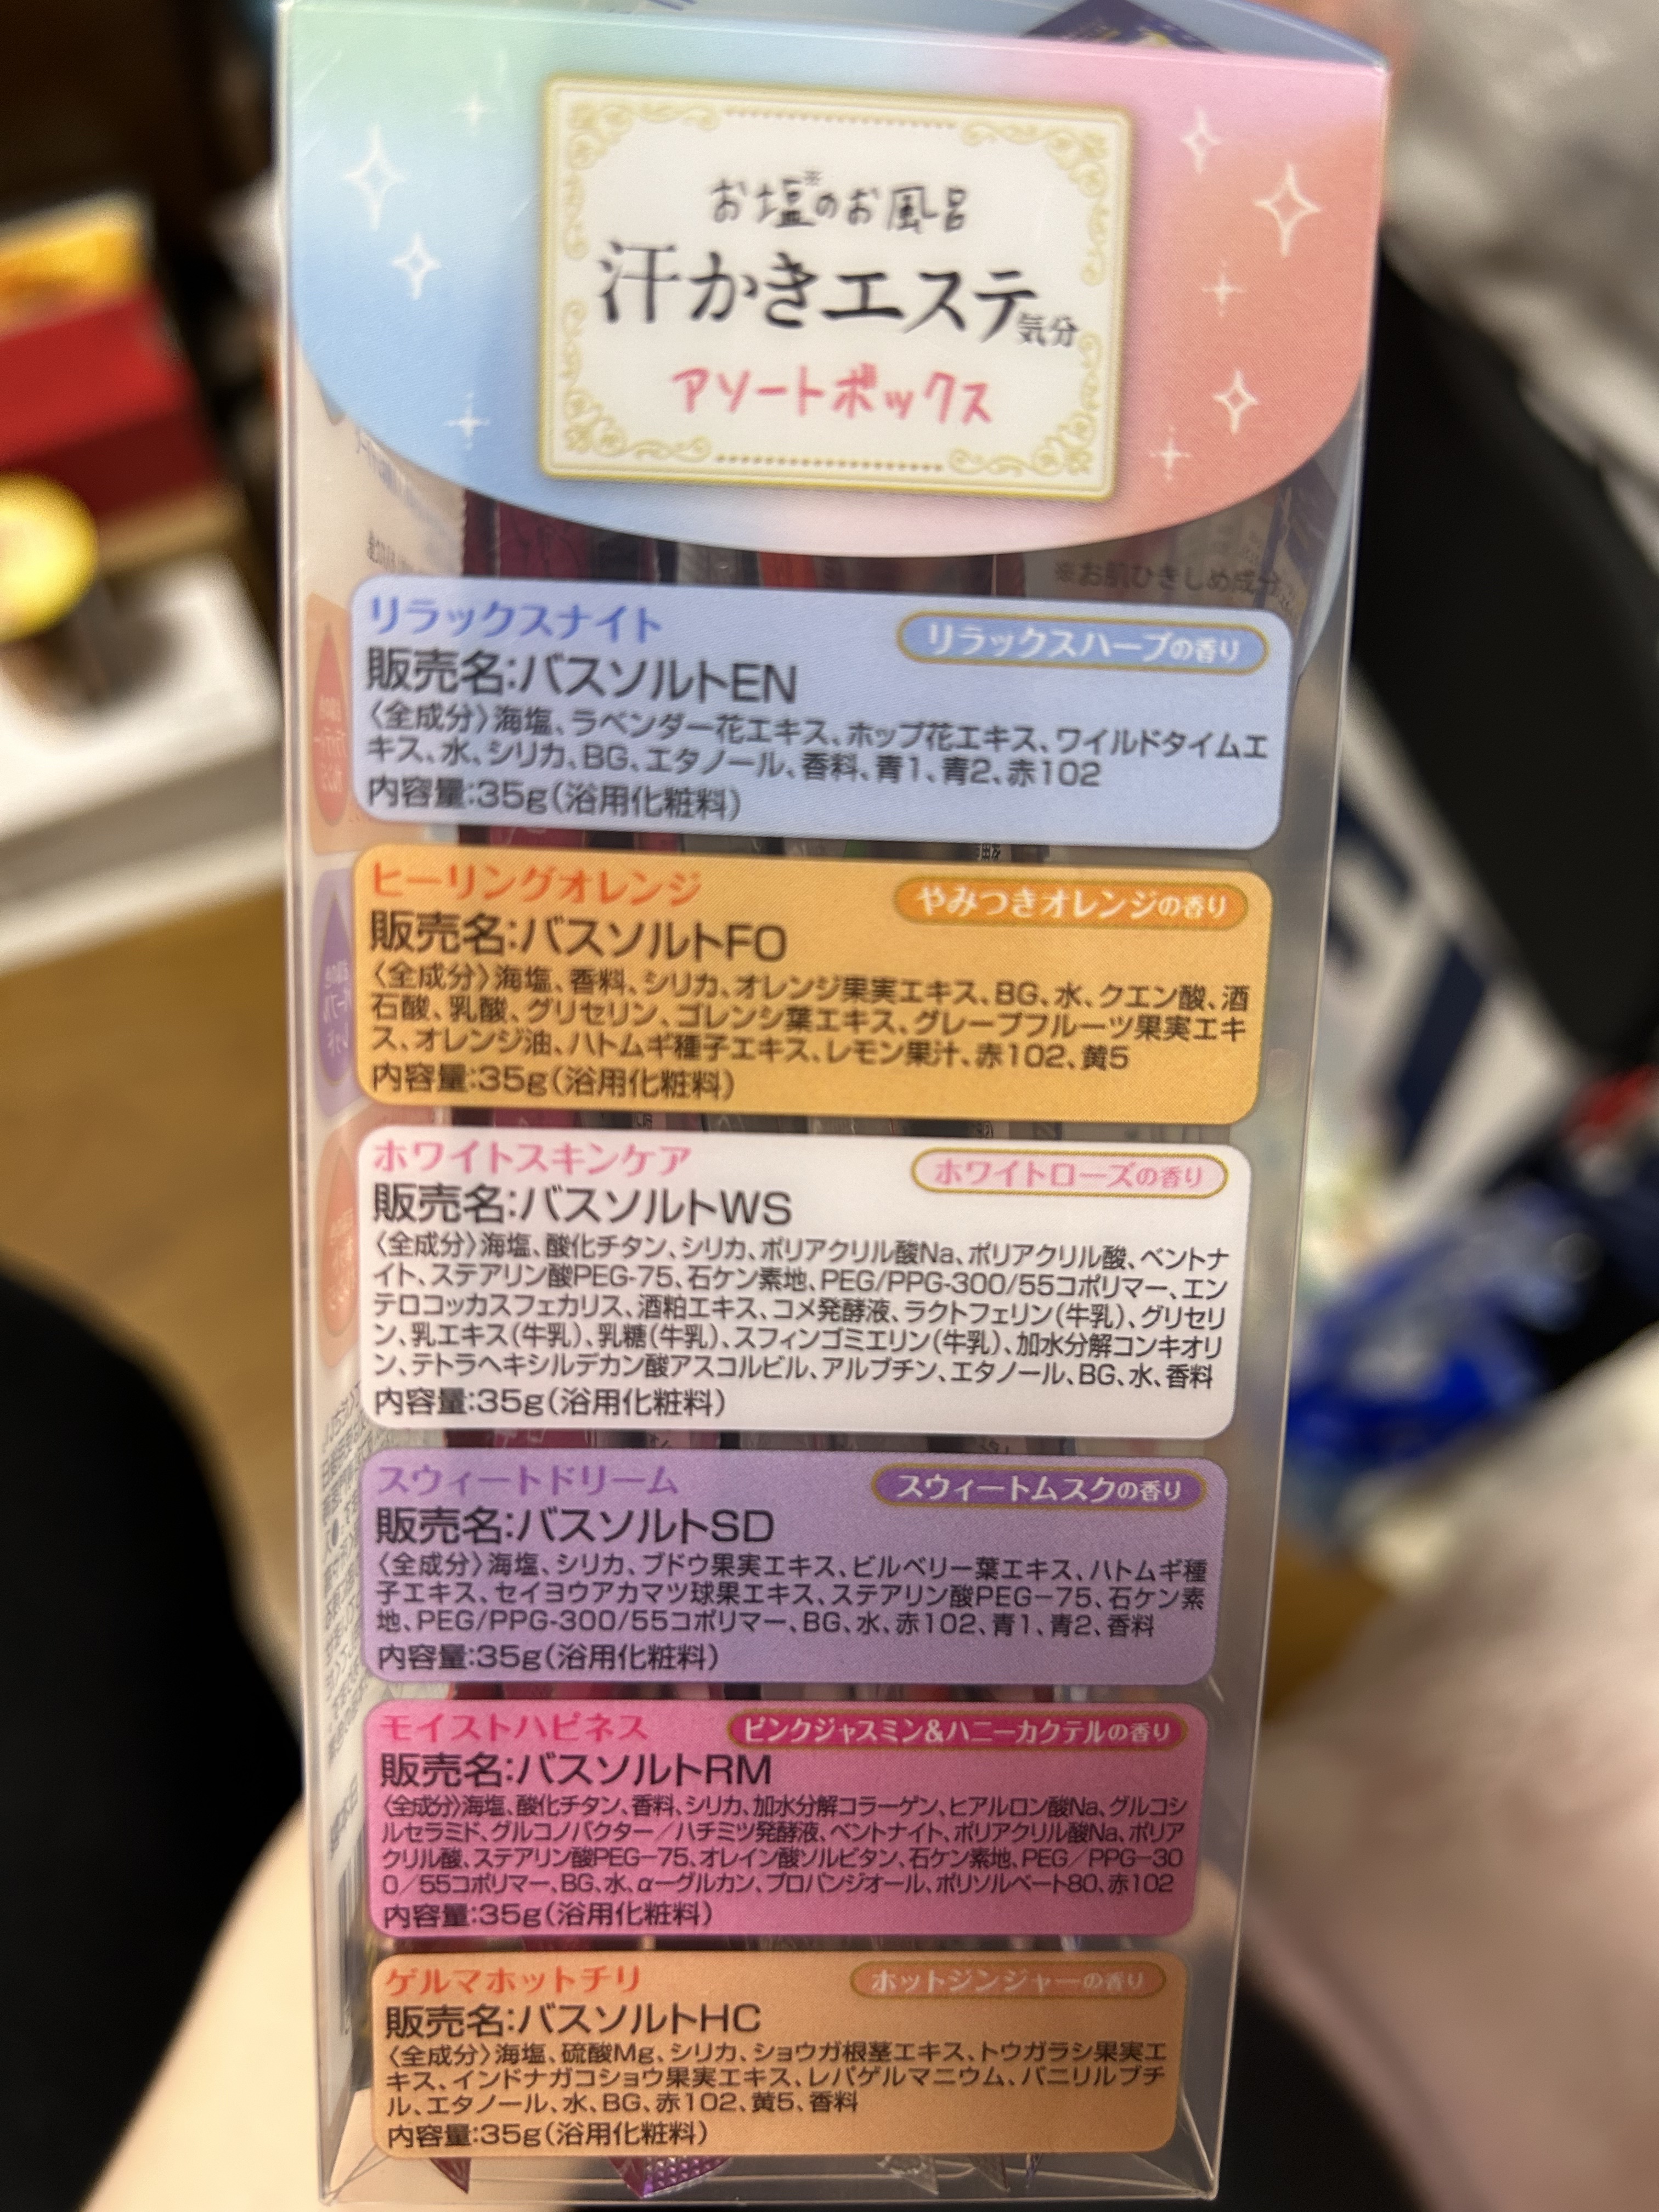 お塩※のお風呂
汗かきエステ気分
アソートボックス
※お肌ひきしめ成分
リラックスナイト
リラックスハーブの香り
販売名:バスソルトEN
〈全成分〉海塩、ラベンダー花エキス、ホップ花エキス、ワイルドタイムエ
キス、水、シリカ、BG、エタノール、香料、青1、青2、赤102
内容量:35g(浴用化粧料)
ヒーリングオレンジ
やみつきオレンジの香り
販売名:バスソルトFO
〈全成分〉海塩、香料、シリカ、オレンジ果実エキス、BG、水、クエン酸、酒
石酸、乳酸、グリセリン、ゴレンシ葉エキス、グレープフルーツ果実エキ
ス、オレンジ油、ハトムギ種子エキス、レモン果汁、赤102、黄5
内容量:35g(浴用化粧料)
ホワイトスキンケア
ホワイトローズの香り
販売名:バスソルトWS
〈全成分〉海塩、酸化チタン、シリカ、ポリアクリル酸Na、ポリアクリル酸、ベントナ
イト、ステアリン酸PEG-75、石ケン素地、PEG/PPG-300/55コポリマー、エン
テロコッカスフェカリス、酒粕エキス、コメ発酵液、ラクトフェリン(牛乳)、グリセリ
ン、乳エキス(牛乳)、乳糖(牛乳)、スフィンゴミエリン(牛乳)、加水分解コンキオリ
ン、テトラヘキシルデカン酸アスコルビル、アルブチン、エタノール、BG、水、香料
内容量:35g(浴用化粧料)
スウィートドリーム
スウィートムスクの香り
販売名:バスソルトSD
〈全成分〉海塩、シリカ、ブドウ果実エキス、ビルベリー葉エキス、ハトムギ種
子エキス、セイヨウアカマツ球果エキス、ステアリン酸PEG-75、石ケン素
地、PEG/PPG-300/55コポリマー、BG、水、赤102、青1、青2、香料
内容量:35g(浴用化粧料)
モイストハピネス
ピンクジャスミン&ハニーカクテルの香り
販売名:バスソルトRM
〈全成分〉海塩、酸化チタン、香料、シリカ、加水分解コラーゲン、ヒアルロン酸Na、グルコシ
ルセラミド、グルコノバクター/ハチミツ発酵液、ベントナイト、ポリアクリル酸Na、ポリア
クリル酸、ステアリン酸PEG-75、オレイン酸ソルビタン、石ケン素地、PEG/PPG-30
0/55コポリマー、BG、水、α-グルカン、プロパンジオール、ポリソルベート80、赤102
内容量:35g(浴用化粧料)
ゲルマホットチリ
ホットジンジャーの香り
販売名:バスソルトHC
〈全成分〉海塩、硫酸Mg、シリカ、ショウガ根茎エキス、トウガラシ果実エ
キス、インドナガコショウ果実エキス、レパゲルマニウム、バニリルブチ
ル、エタノール、水、BG、赤102、黄5、香料
内容量:35g(浴用化粧料)